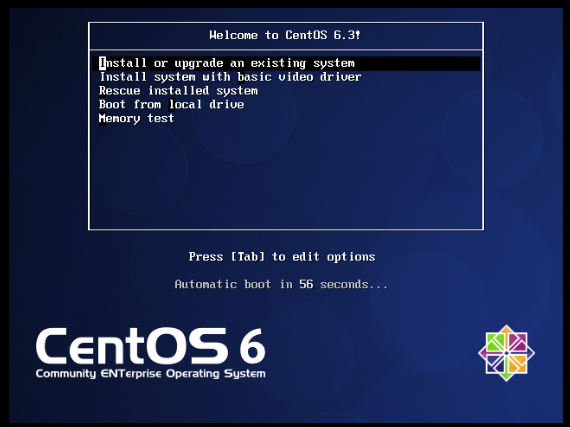 Welcome to CentOS 6.3!
Install or upgrade an existing system
Install system with basic video driver
Rescue installed system
Boot from local drive
Memory test
Press [Tab] to edit options
Automatic boot in 56 seconds...
CentOS 6
Community ENTerprise Operating System